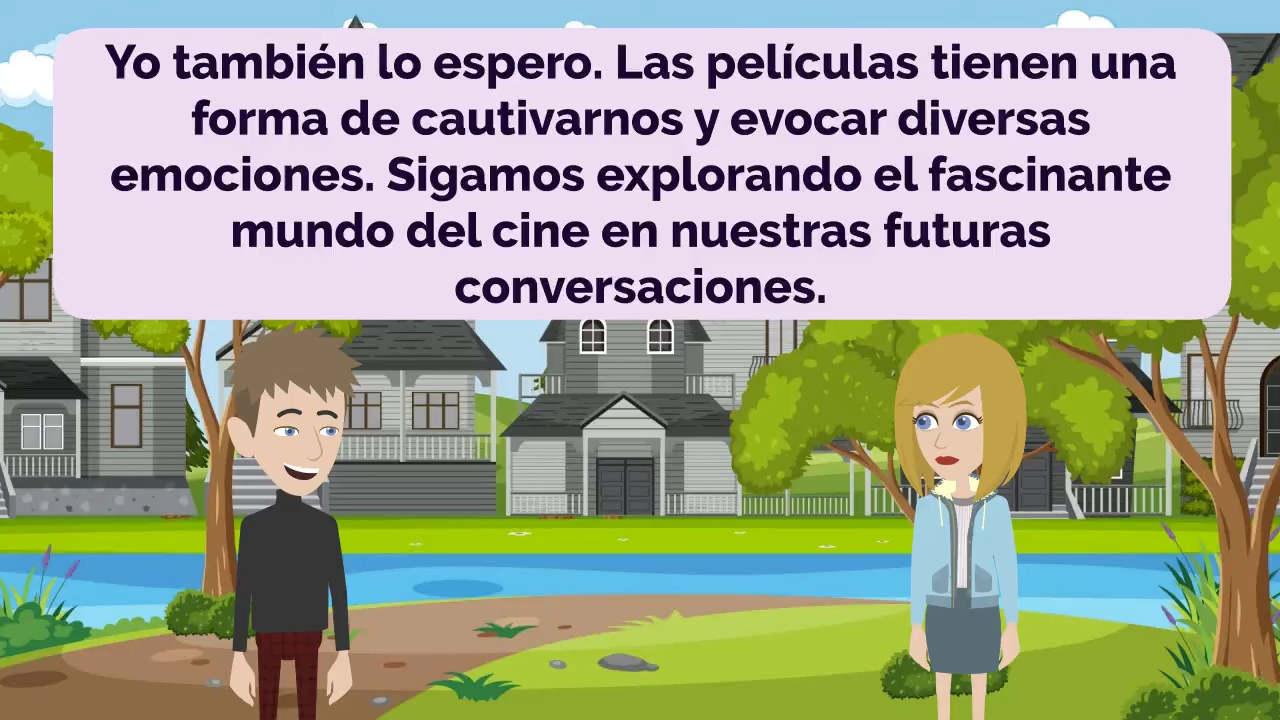 Yo también lo espero. Las películas tienen una
forma de cautivarnos y evocar diversas
emociones. Sigamos explorando el fascinante
mundo del cine en nuestras futuras
conversaciones.